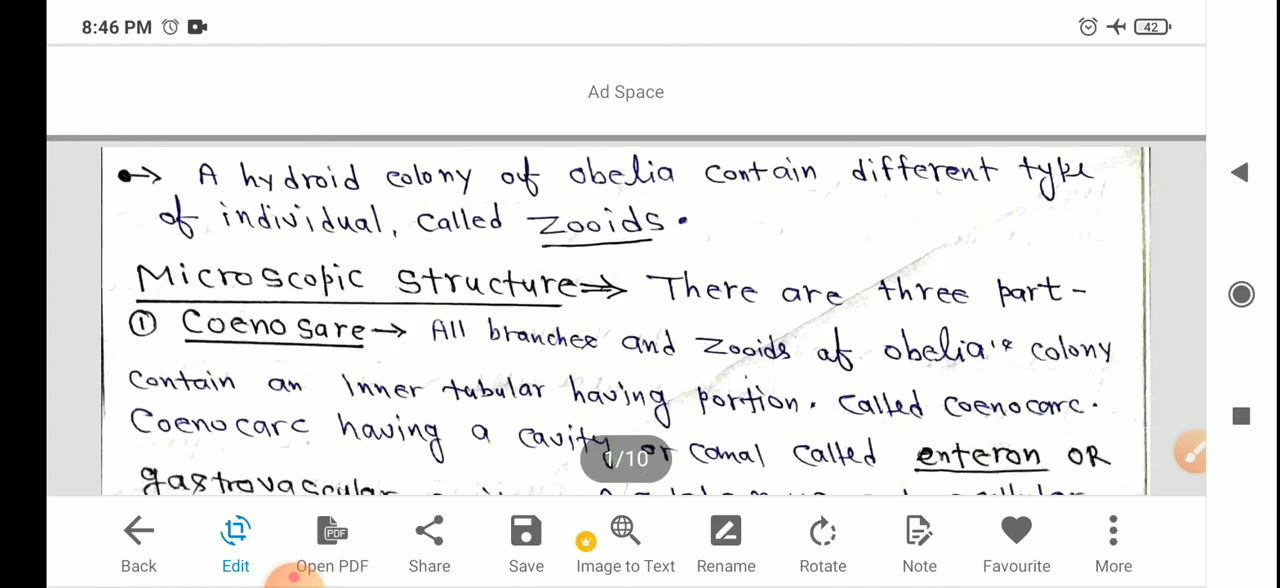 8:46 PM
42
Ad Space
A hydroid colony of obelia contain different type
of individual, called Zooids.
Microscopic structure ⇒ There are three part -
① Coenosarc → All branches and zooids of obelia's colony
contain an inner tubular having portion. called coenocarc.
Coenocarc having a cavity or canal called enteron OR
1/10
gastrovascular
Back
Edit
Open PDF
Share
Save
Image to Text
Rename
Rotate
Note
Favourite
More